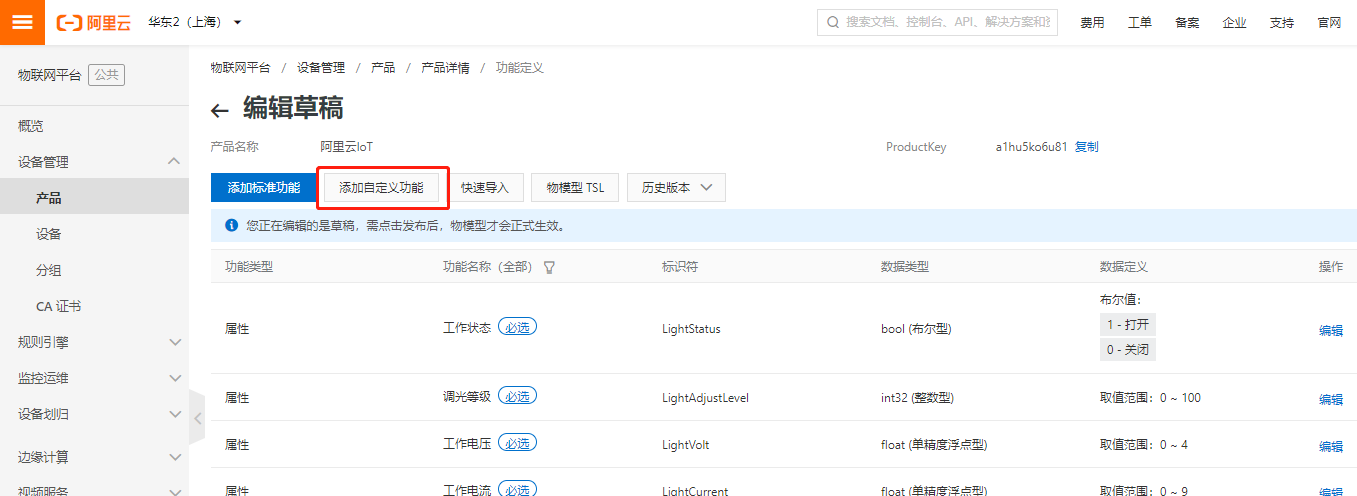 阿里云 华东2（上海） 搜索文档、控制台、API、解决方案和资 费用 工单 备案 企业 支持 官网
物联网平台 公共
概览
设备管理
产品
设备
分组
CA 证书
规则引擎
监控运维
设备划归
边缘计算
视频服务
物联网平台 / 设备管理 / 产品 / 产品详情 / 功能定义
← 编辑草稿
产品名称 阿里云IoT ProductKey a1hu5ko6u81 复制
添加标准功能 添加自定义功能 快速导入 物模型 TSL 历史版本
您正在编辑的是草稿，需点击发布后，物模型才会正式生效。
功能类型 功能名称（全部） 标识符 数据类型 数据定义 操作
属性 工作状态 必选 LightStatus bool (布尔型) 布尔值： 编辑
1 - 打开
0 - 关闭
属性 调光等级 必选 LightAdjustLevel int32 (整数型) 取值范围：0 ~ 100 编辑
属性 工作电压 必选 LightVolt float (单精度浮点型) 取值范围：0 ~ 4 编辑
属性 工作电流 必选 LightCurrent float (单精度浮点型) 取值范围：0 ~ 9 编辑